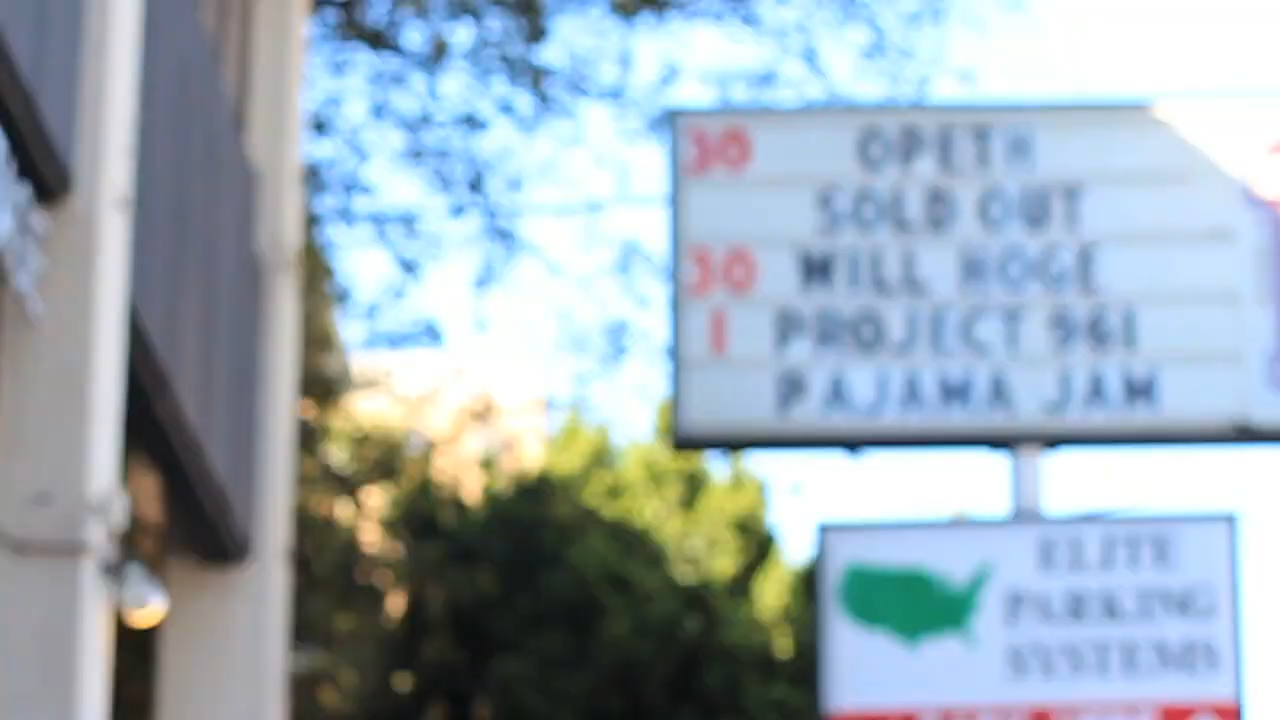 30 OPETH
SOLD OUT
30 WILL HOGE
1 PROJECT 961
PAJAMA JAM
ELITE
PARKING
SYSTEMS